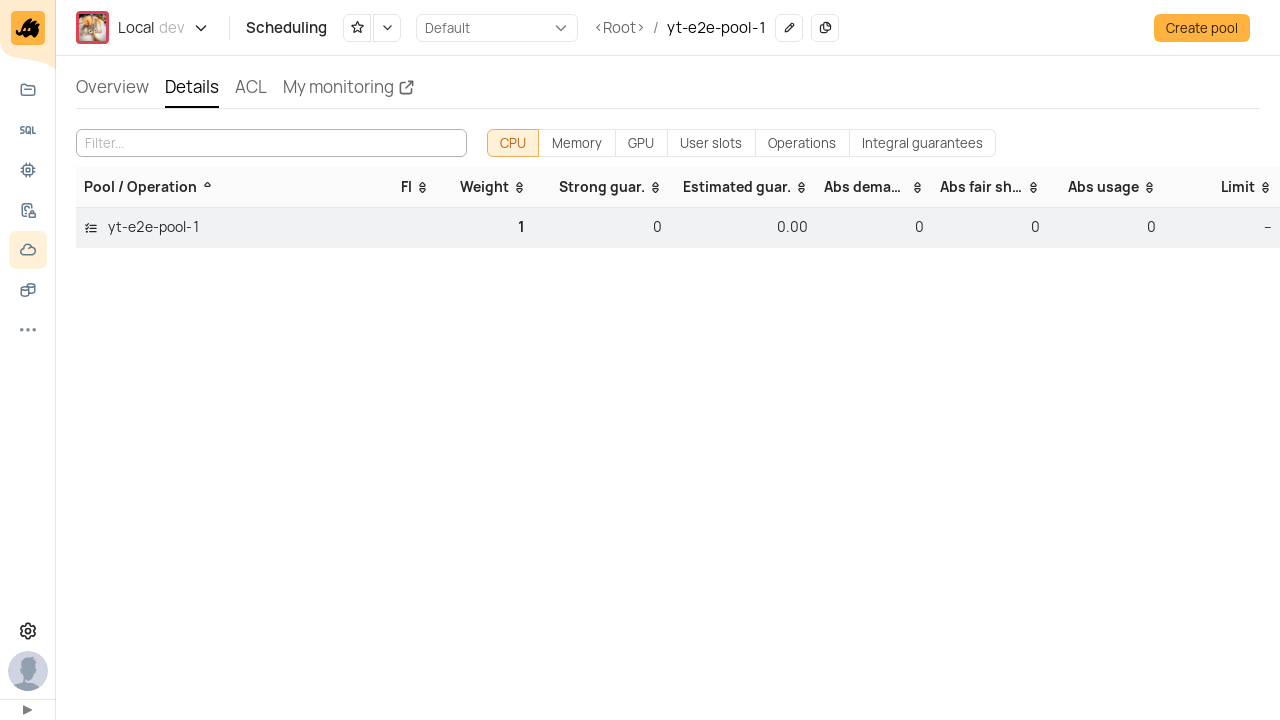 Local dev Scheduling Default <Root> / yt-e2e-pool-1 Create pool
Overview Details ACL My monitoring
SQL
Filter... CPU Memory GPU User slots Operations Integral guarantees
Pool / Operation FI Weight Strong guar. Estimated guar. Abs dema... Abs fair sh... Abs usage Limit
yt-e2e-pool-1 1 0 0.00 0 0 0 –